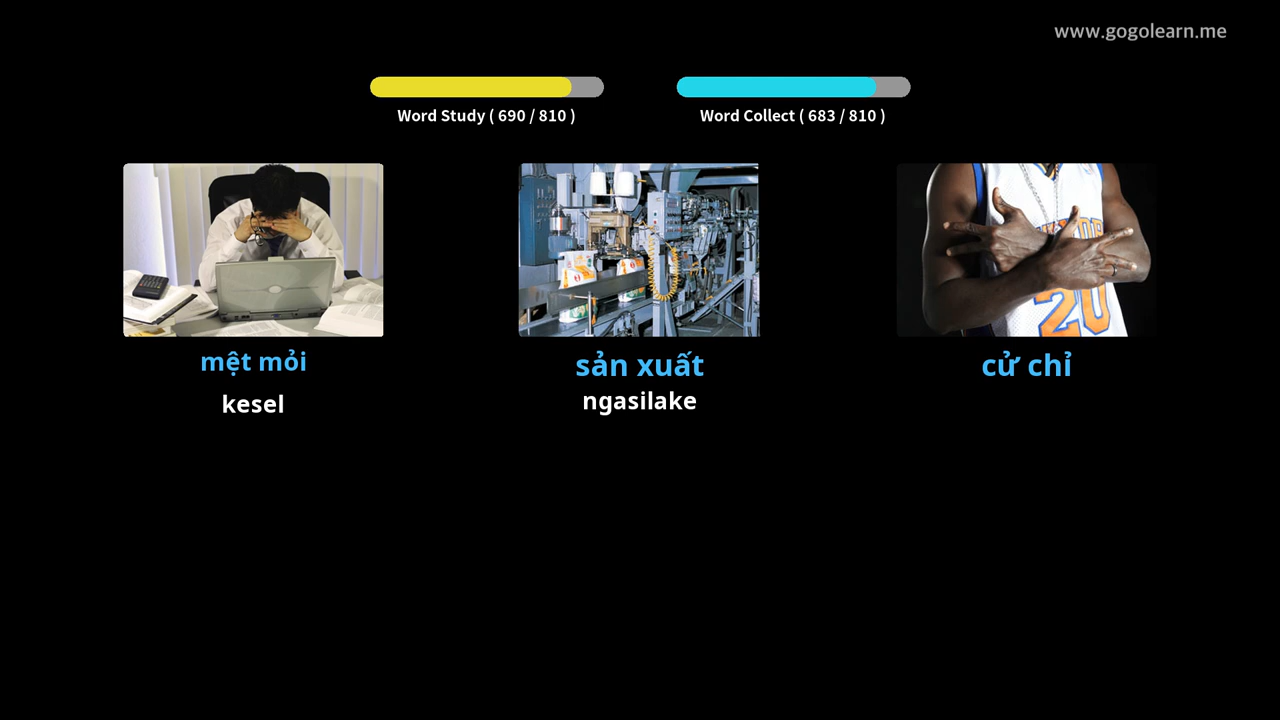 www.gogolearn.me
Word Study ( 690 / 810 )
Word Collect ( 683 / 810 )
mệt mỏi
sản xuất
cử chỉ
kesel
ngasilake
20